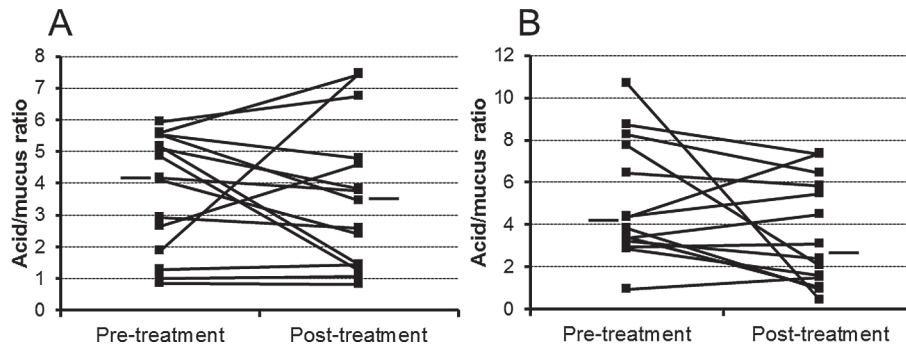 A
Acid/mucus ratio
8
7
6
5
4
3
2
1
0
Pre-treatment Post-treatment
B
Acid/mucus ratio
12
10
8
6
4
2
0
Pre-treatment Post-treatment